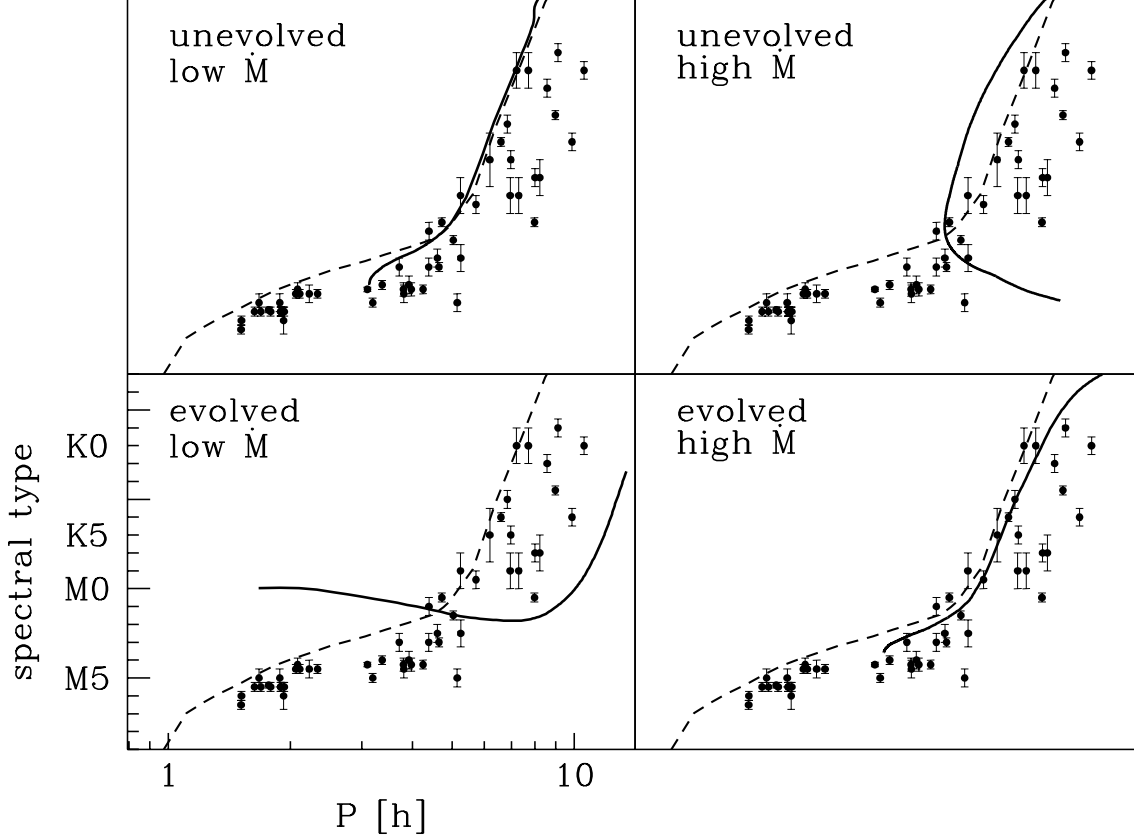 unevolved
low Ṁ
unevolved
high Ṁ
evolved
low Ṁ
evolved
high Ṁ
spectral type
K0
K5
M0
M5
1
10
P [h]